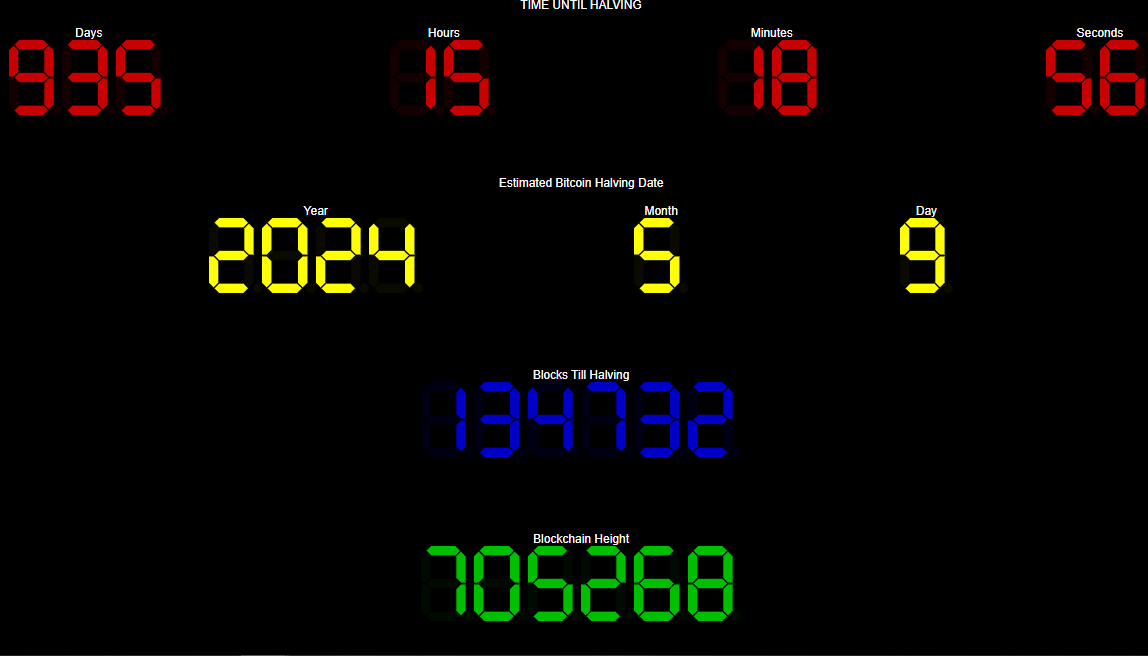 TIME UNTIL HALVING
Days Hours Minutes Seconds
935 15 18 56
Estimated Bitcoin Halving Date
Year Month Day
2024 5 9
Blocks Till Halving
134732
Blockchain Height
705268